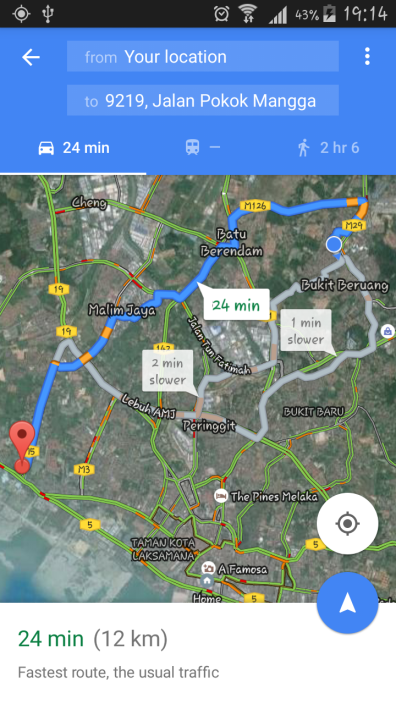 43% 19:14
from Your location
to 9219, Jalan Pokok Mangga
24 min
2 hr 6
Cheng
M126
M29
Batu
Berendam
19
Bukit Beruang
24 min
Malim Jaya
1 min
slower
19
142
Jalan Tun Fatimah
2 min
slower
Lebuh AMJ
BUKIT BARU
Peringgit
M3
The Pines Melaka
5
TAMAN KOTA
LAKSAMANA
5
A Famosa
Home
5
24 min (12 km)
Fastest route, the usual traffic